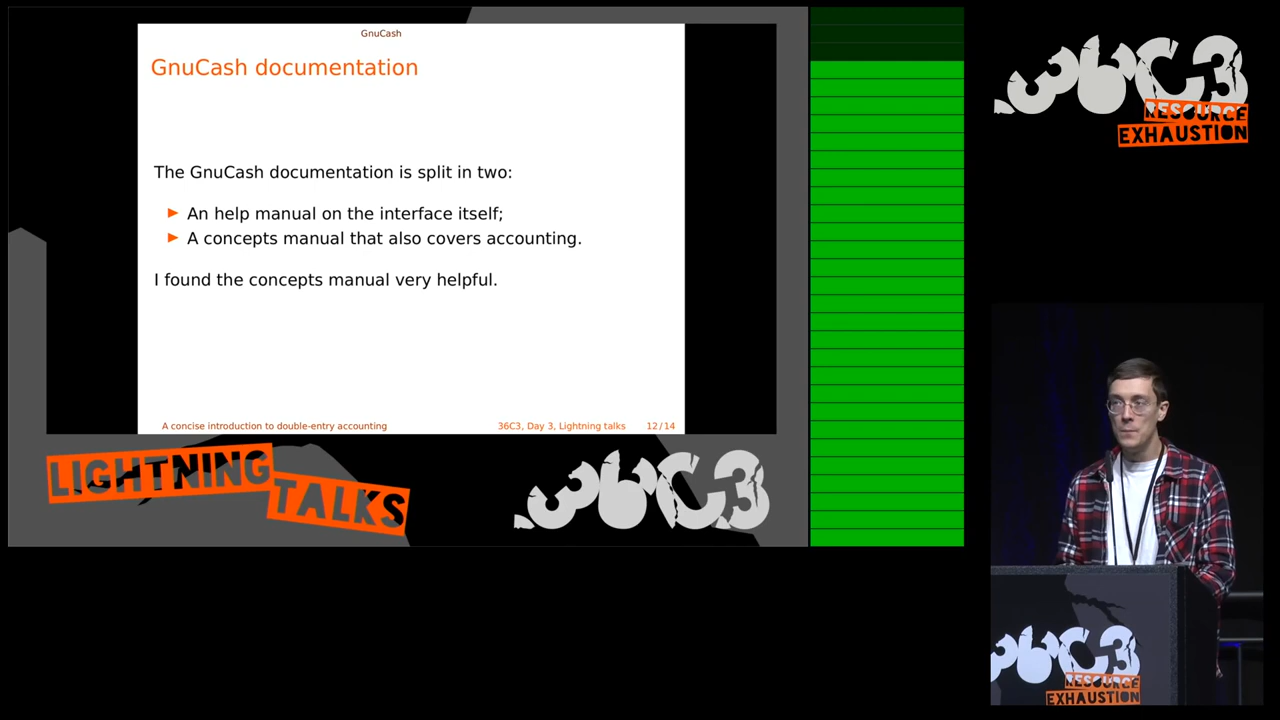 GnuCash
GnuCash documentation
The GnuCash documentation is split in two:
An help manual on the interface itself;
A concepts manual that also covers accounting.
I found the concepts manual very helpful.
A concise introduction to double-entry accounting
36C3, Day 3, Lightning talks
12/14
LIGHTNING
TALKS
36C3
36C3
RESOURCE
EXHAUSTION
36C3
RESOURCE
EXHAUSTION